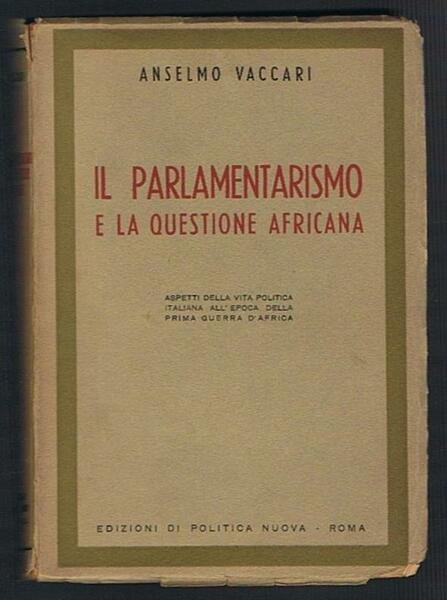 ANSELMO VACCARI
IL PARLAMENTARISMO
E LA QUESTIONE AFRICANA
ASPETTI DELLA VITA POLITICA
ITALIANA ALL'EPOCA DELLA
PRIMA GUERRA D'AFRICA
EDIZIONI DI POLITICA NUOVA - ROMA